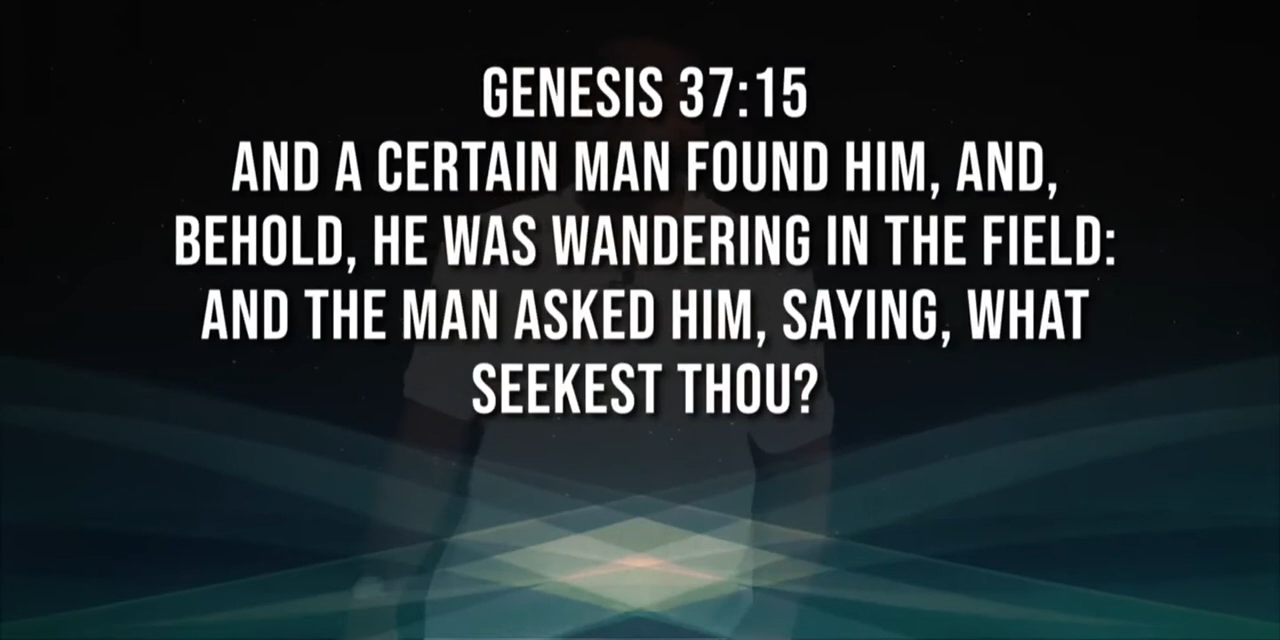 GENESIS 37:15
AND A CERTAIN MAN FOUND HIM, AND,
BEHOLD, HE WAS WANDERING IN THE FIELD:
AND THE MAN ASKED HIM, SAYING, WHAT
SEEKEST THOU?